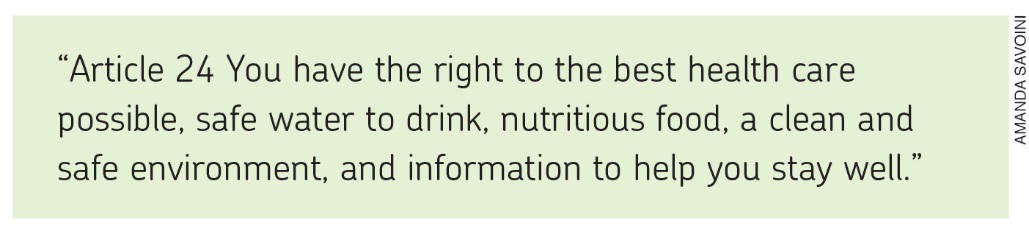 “Article 24 You have the right to the best health care
possible, safe water to drink, nutritious food, a clean and
safe environment, and information to help you stay well.”
AMANDA SAVOINI